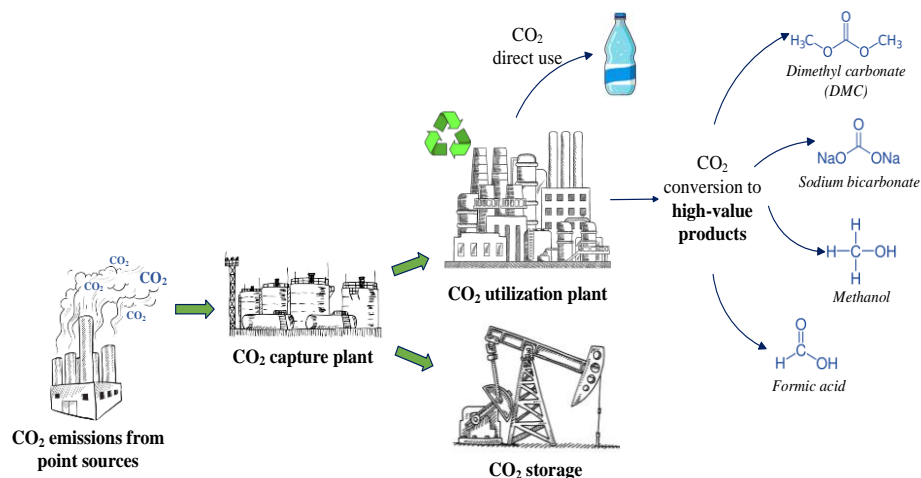 CO₂
direct use
H₃C
O
O
O
CH₃
Dimethyl carbonate
(DMC)
O
NaO
ONa
Sodium bicarbonate
CO₂
conversion to
high-value
products
H
H
C
OH
H
Methanol
O
H
C
OH
Formic acid
CO₂ utilization plant
CO₂
CO₂
CO₂
CO₂
CO₂ capture plant
CO₂ emissions from
point sources
CO₂ storage